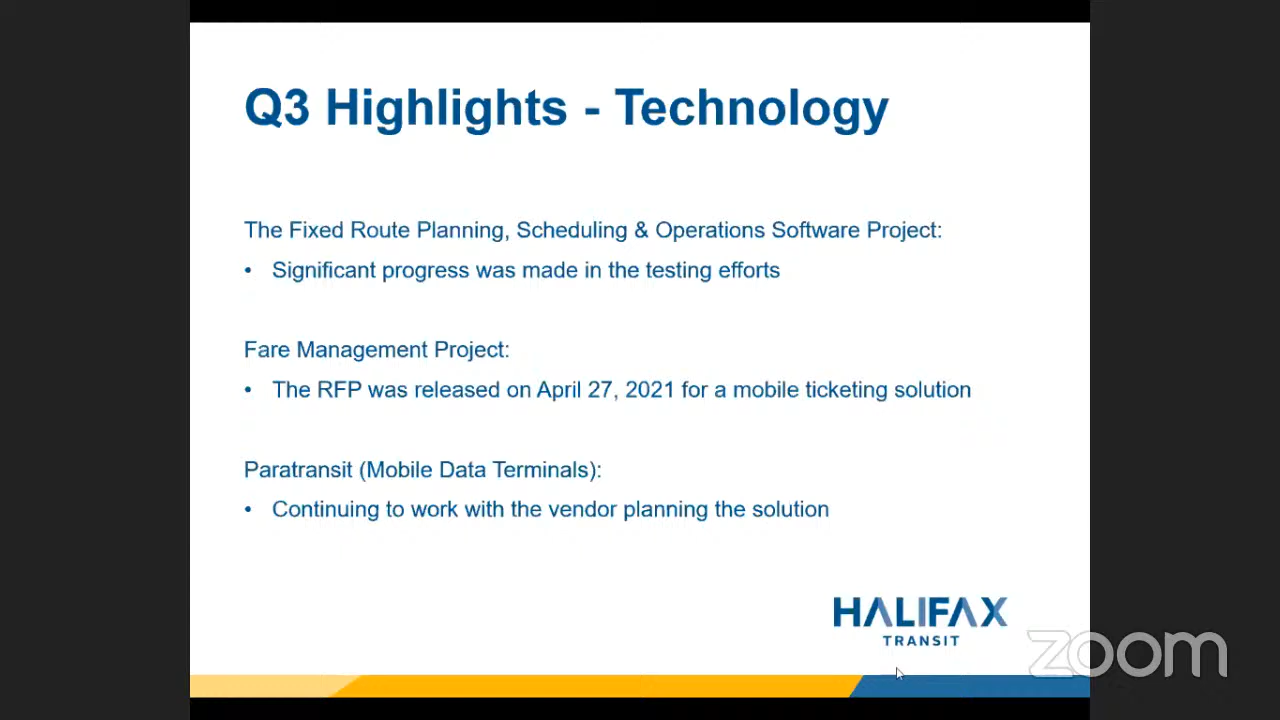 Q3 Highlights - Technology
The Fixed Route Planning, Scheduling & Operations Software Project:
• Significant progress was made in the testing efforts
Fare Management Project:
• The RFP was released on April 27, 2021 for a mobile ticketing solution
Paratransit (Mobile Data Terminals):
• Continuing to work with the vendor planning the solution
HALIFAX
TRANSIT
zoom